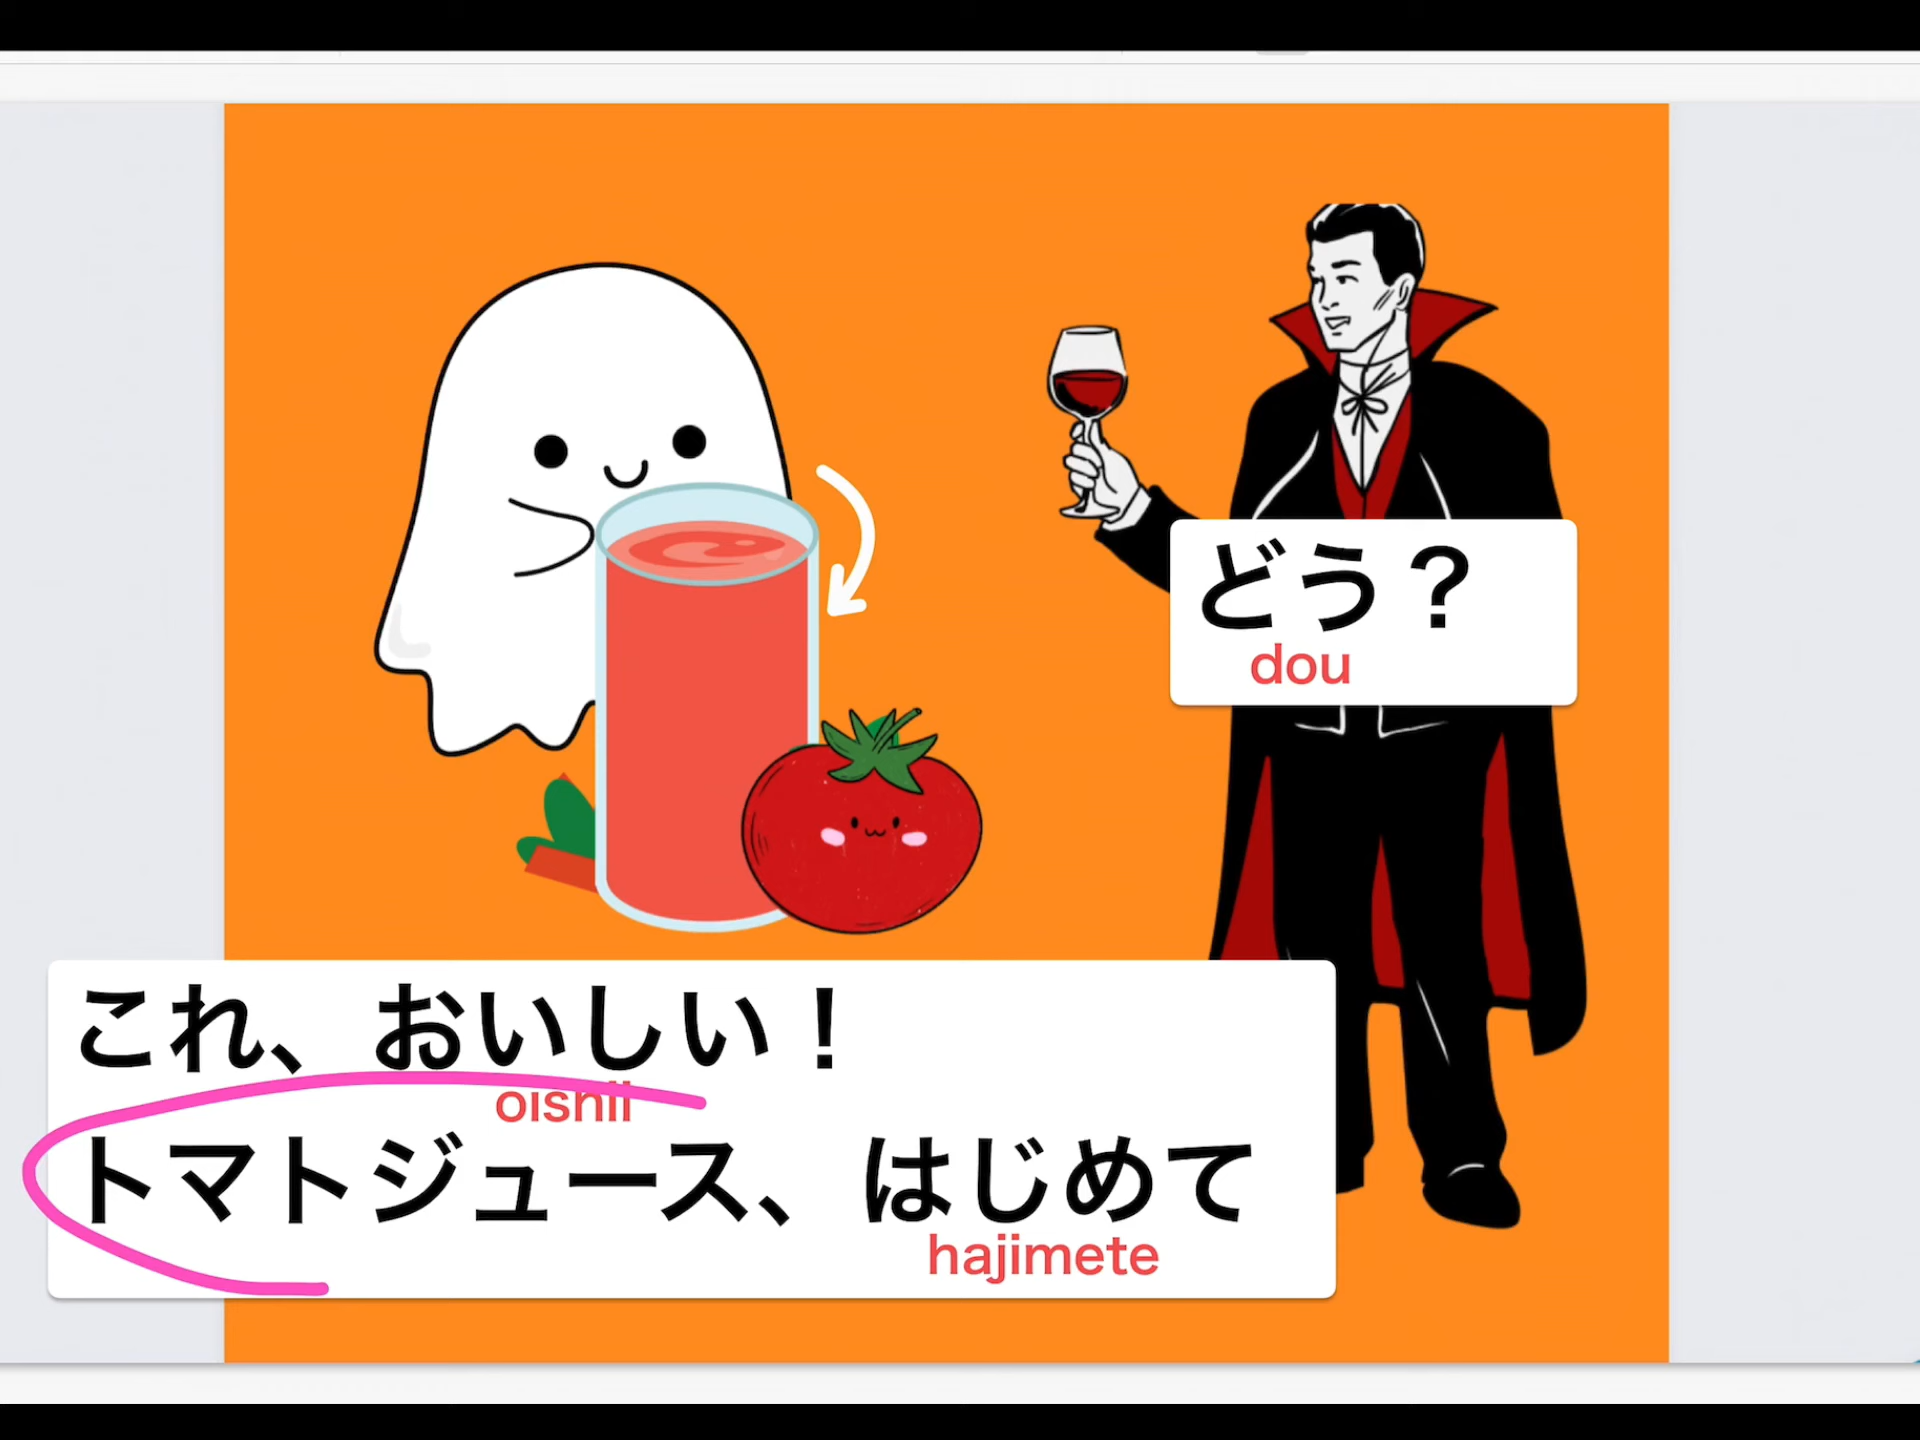 どう？
dou
これ、おいしい！
oishii
トマトジュース、はじめて
hajimete